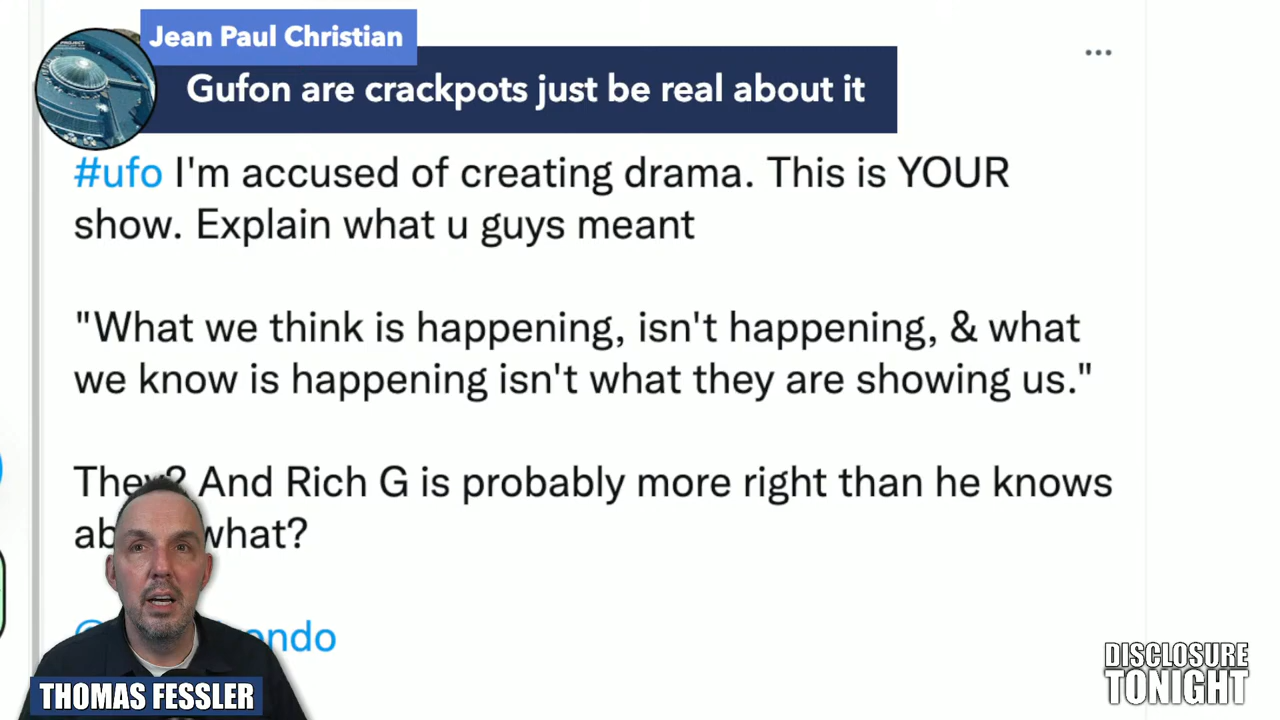 Jean Paul Christian
Gufon are crackpots just be real about it
#ufo I'm accused of creating drama. This is YOUR
show. Explain what u guys meant
"What we think is happening, isn't happening, & what
we know is happening isn't what they are showing us."
They? And Rich G is probably more right than he knows
what?
THOMAS FESSLER
DISCLOSURE
TONIGHT